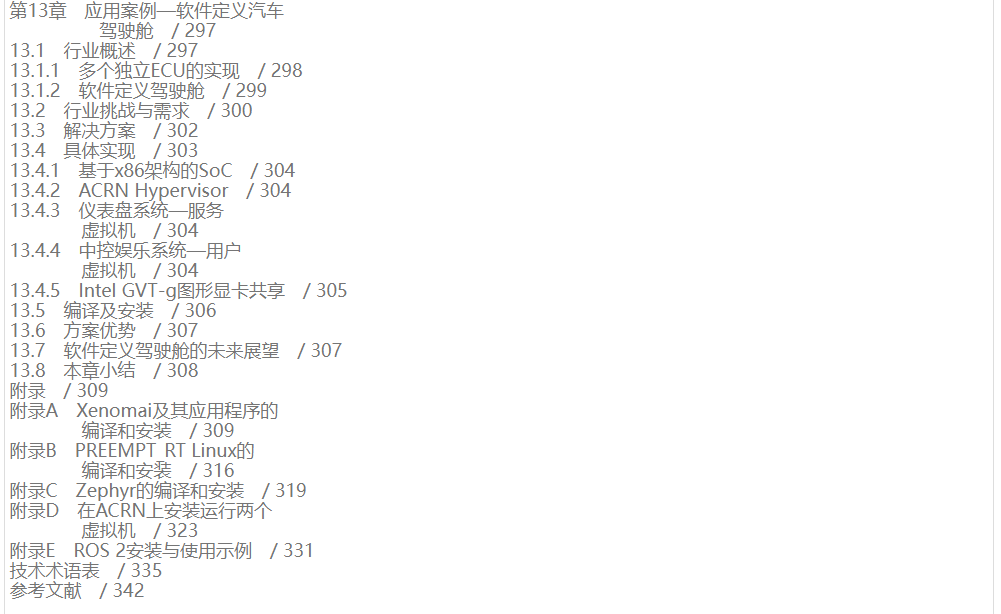 第13章　应用案例—软件定义汽车
驾驶舱　/ 297
13.1　行业概述　/ 297
13.1.1　多个独立ECU的实现　/ 298
13.1.2　软件定义驾驶舱　/ 299
13.2　行业挑战与需求　/ 300
13.3　解决方案　/ 302
13.4　具体实现　/ 303
13.4.1　基于x86架构的SoC　/ 304
13.4.2　ACRN Hypervisor　/ 304
13.4.3　仪表盘系统—服务
虚拟机　/ 304
13.4.4　中控娱乐系统—用户
虚拟机　/ 304
13.4.5　Intel GVT-g图形显卡共享　/ 305
13.5　编译及安装　/ 306
13.6　方案优势　/ 307
13.7　软件定义驾驶舱的未来展望　/ 307
13.8　本章小结　/ 308
附录　/ 309
附录A　Xenomai及其应用程序的
编译和安装　/ 309
附录B　PREEMPT_RT Linux的
编译和安装　/ 316
附录C　Zephyr的编译和安装　/ 319
附录D　在ACRN上安装运行两个
虚拟机　/ 323
附录E　ROS 2安装与使用示例　/ 331
技术术语表　/ 335
参考文献　/ 342